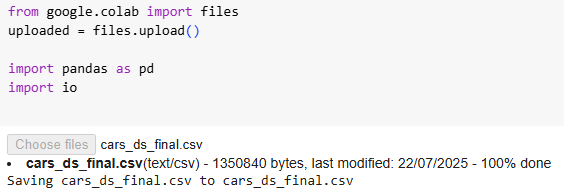 from google.colab import files
uploaded = files.upload()
import pandas as pd
import io
Choose files cars_ds_final.csv
• cars_ds_final.csv(text/csv) - 1350840 bytes, last modified: 22/07/2025 - 100% done
Saving cars_ds_final.csv to cars_ds_final.csv